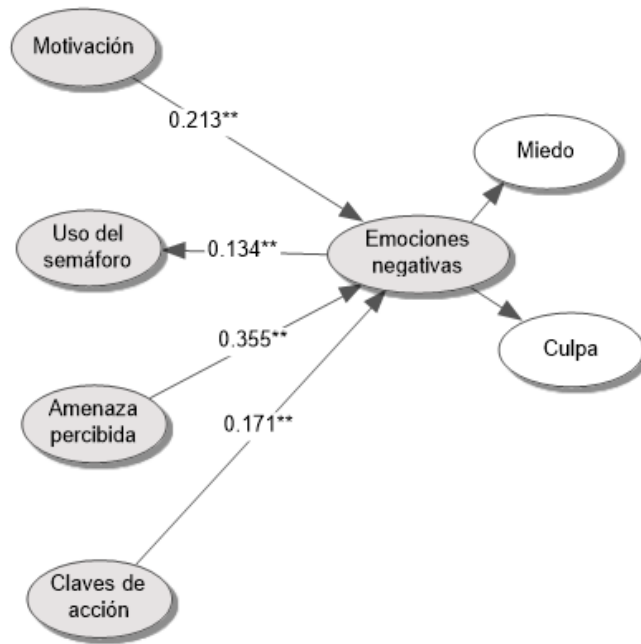 Motivación
0.213**
Miedo
Uso del
semáforo
0.134**
Emociones
negativas
0.355**
Culpa
Amenaza
percibida
0.171**
Claves de
acción